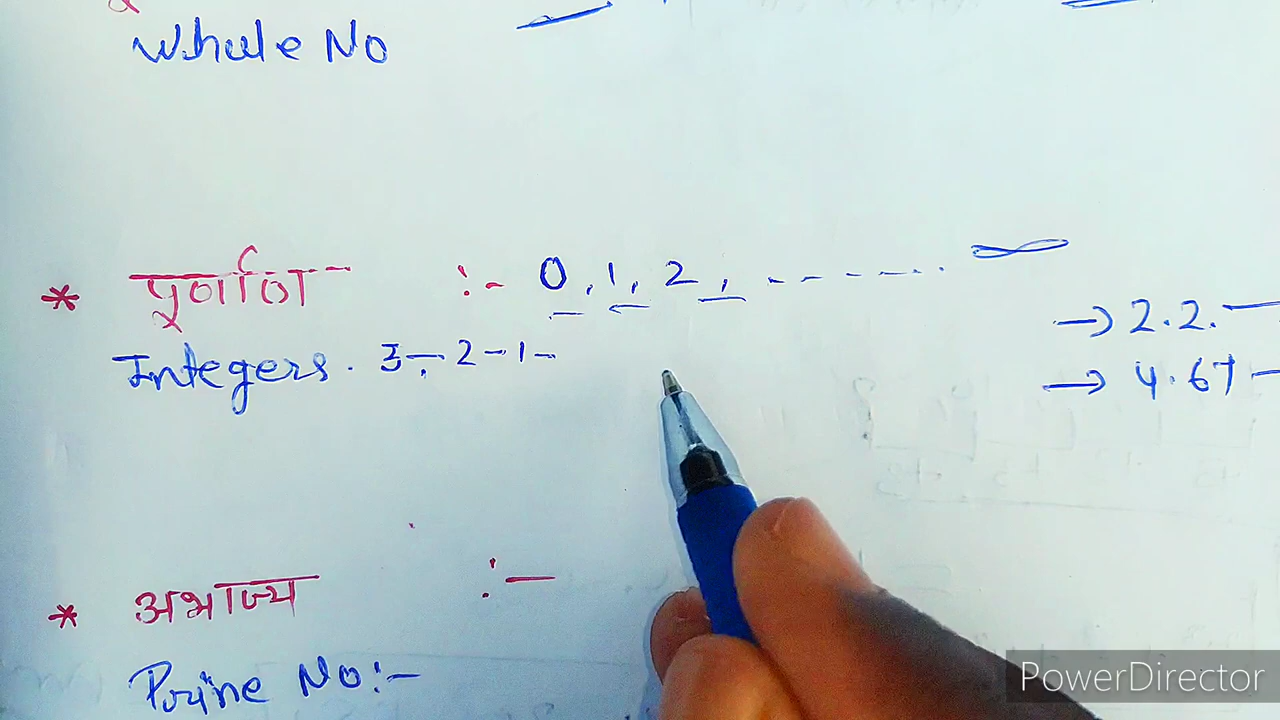 Whole No
* पूर्णांक :- 0, 1, 2, - - - - - - ∞
→ 2.2. —
Integers. 3, -2 -1 -
→ 4.67 —
* अभाज्य :-
Prime No:-
PowerDirector